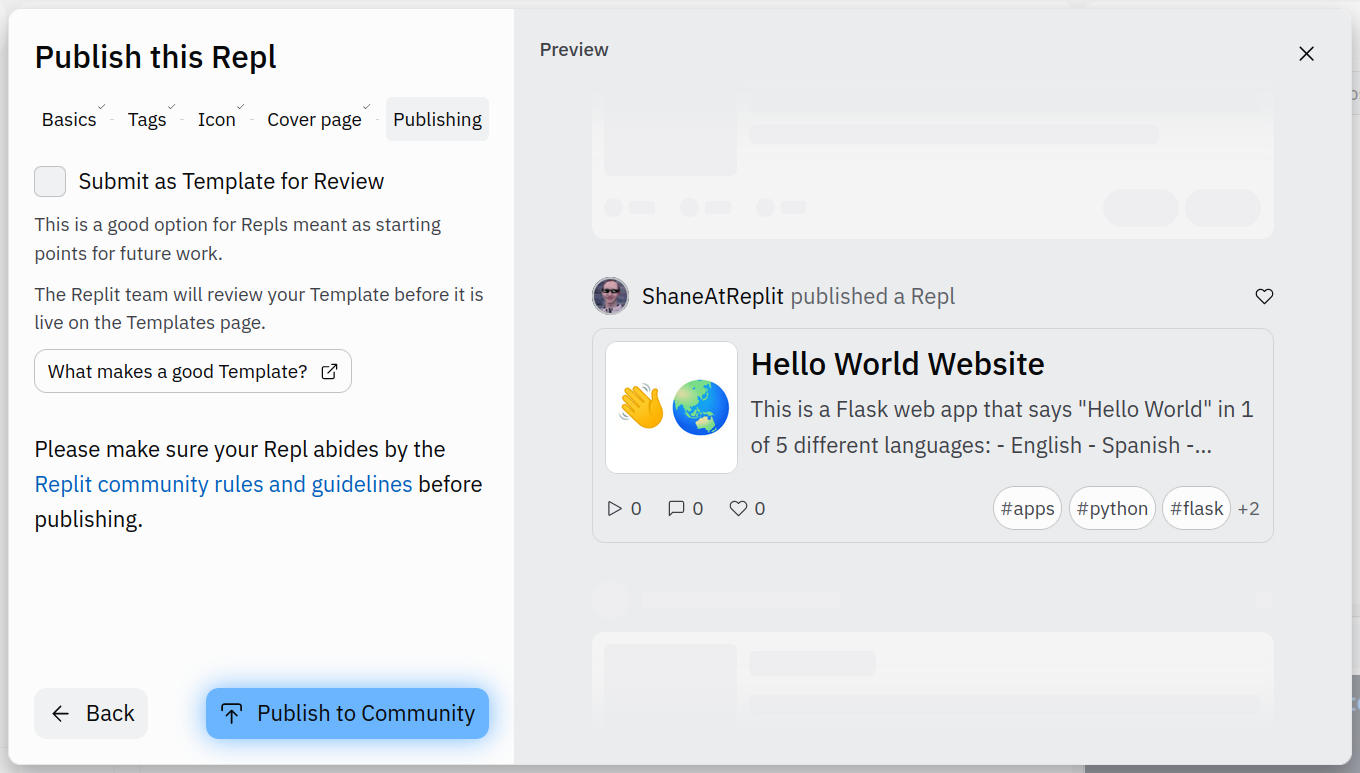 Publish this Repl
Basics
Tags
Icon
Cover page
Publishing
Submit as Template for Review
This is a good option for Repls meant as starting
points for future work.
The Replit team will review your Template before it is
live on the Templates page.
What makes a good Template?
Please make sure your Repl abides by the
Replit community rules and guidelines before
publishing.
Back
Publish to Community
Preview
ShaneAtReplit published a Repl
Hello World Website
This is a Flask web app that says "Hello World" in 1
of 5 different languages: - English - Spanish -...
0 0 0
#apps #python #flask +2